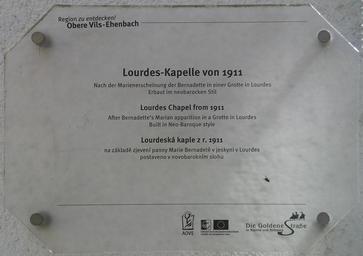 Region zu entdecken!
Obere Vils-Ehenbach
Lourdes-Kapelle von 1911
Nach der Marienerscheinung der Bernadette in einer Grotte in Lourdes
Erbaut im neobarocken Stil
Lourdes Chapel from 1911
After Bernadette's Marian apparition in a Grotto in Lourdes
Built in Neo-Baroque style
Lourdeská kaple z r. 1911
na základě zjevení panny Marie Bernadetě v jeskyni v Lourdes
postaveno v novobarokním slohu
AOVE
Die Goldene Straße